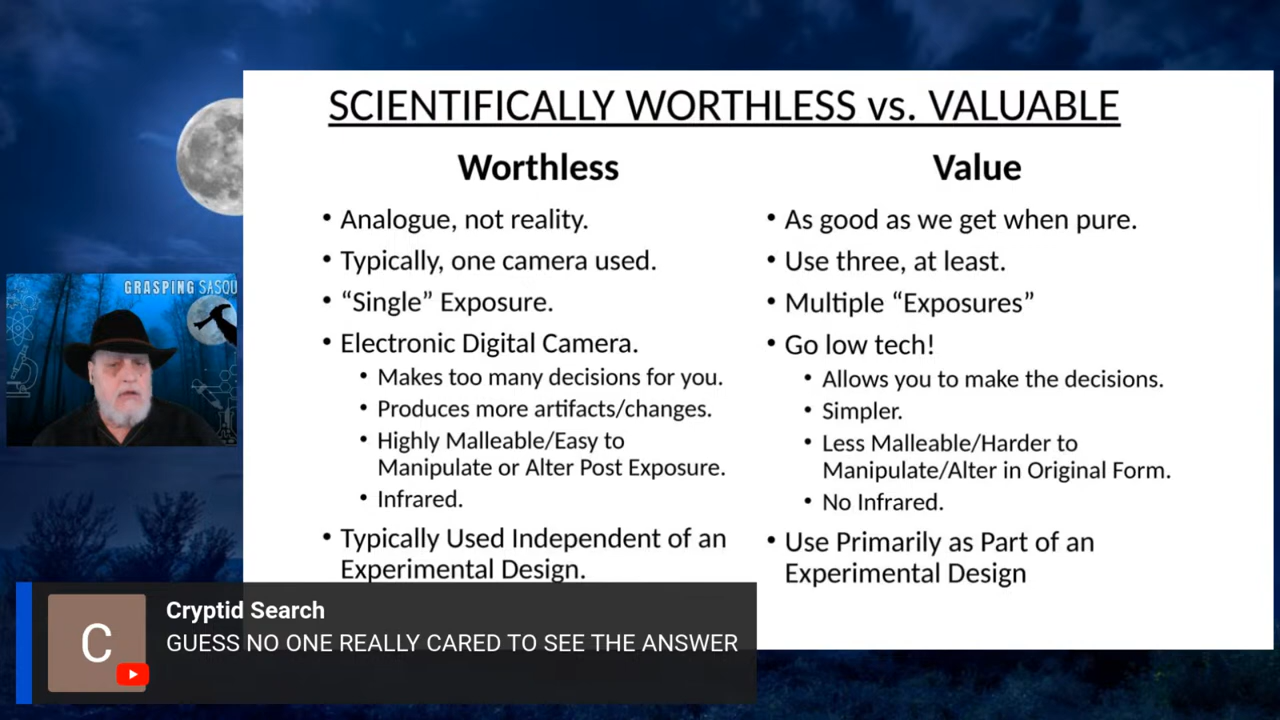 SCIENTIFICALLY WORTHLESS vs. VALUABLE
Worthless
• Analogue, not reality.
• Typically, one camera used.
• “Single” Exposure.
• Electronic Digital Camera.
• Makes too many decisions for you.
• Produces more artifacts/changes.
• Highly Malleable/Easy to
Manipulate or Alter Post Exposure.
• Infrared.
• Typically Used Independent of an
Experimental Design.
Value
• As good as we get when pure.
• Use three, at least.
• Multiple “Exposures”
• Go low tech!
• Allows you to make the decisions.
• Simpler.
• Less Malleable/Harder to
Manipulate/Alter in Original Form.
• No Infrared.
• Use Primarily as Part of an
Experimental Design
GRASPING SASQU
C
Cryptid Search
GUESS NO ONE REALLY CARED TO SEE THE ANSWER